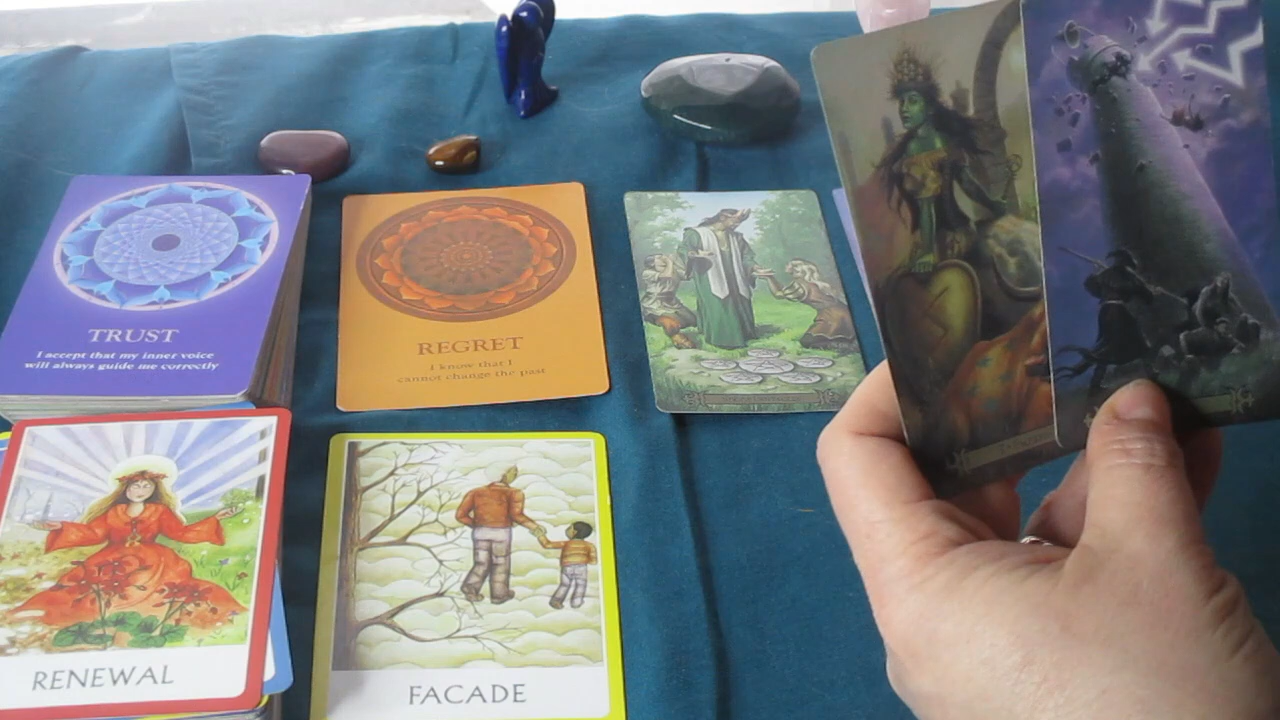 TRUST
I accept that my inner voice
will always guide me correctly
REGRET
I know that I
cannot change the past
RENEWAL
FACADE